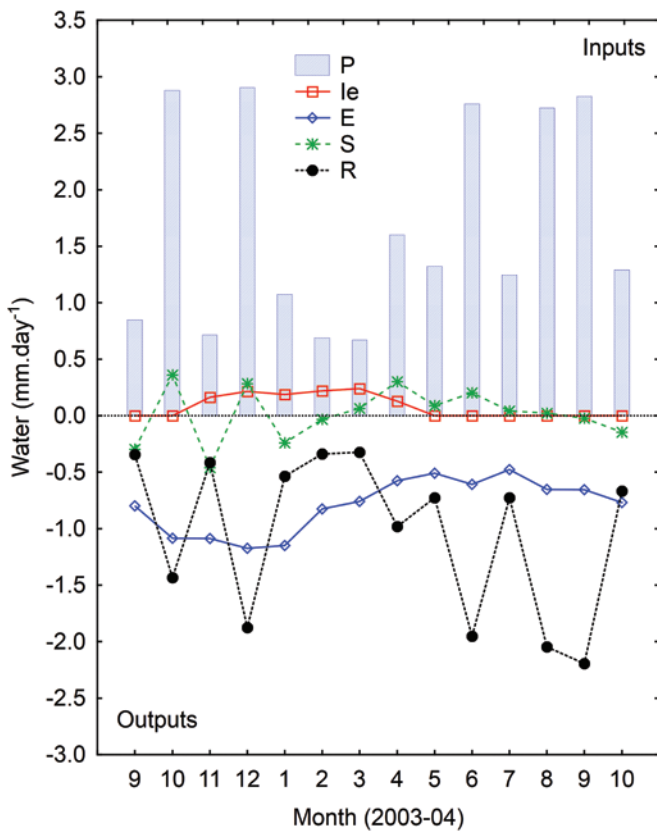 Inputs
P
Ie
E
S
R
Water (mm.day⁻¹)
3.5
3.0
2.5
2.0
1.5
1.0
0.5
0.0
-0.5
-1.0
-1.5
-2.0
-2.5
-3.0
Outputs
9 10 11 12 1 2 3 4 5 6 7 8 9 10
Month (2003-04)